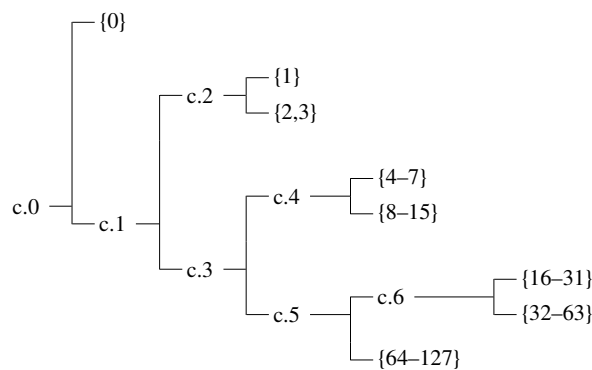 {0}
{1}
c.2
{2,3}
{4–7}
c.4
c.0
{8–15}
c.1
c.3
{16–31}
c.6
c.5
{32–63}
{64–127}